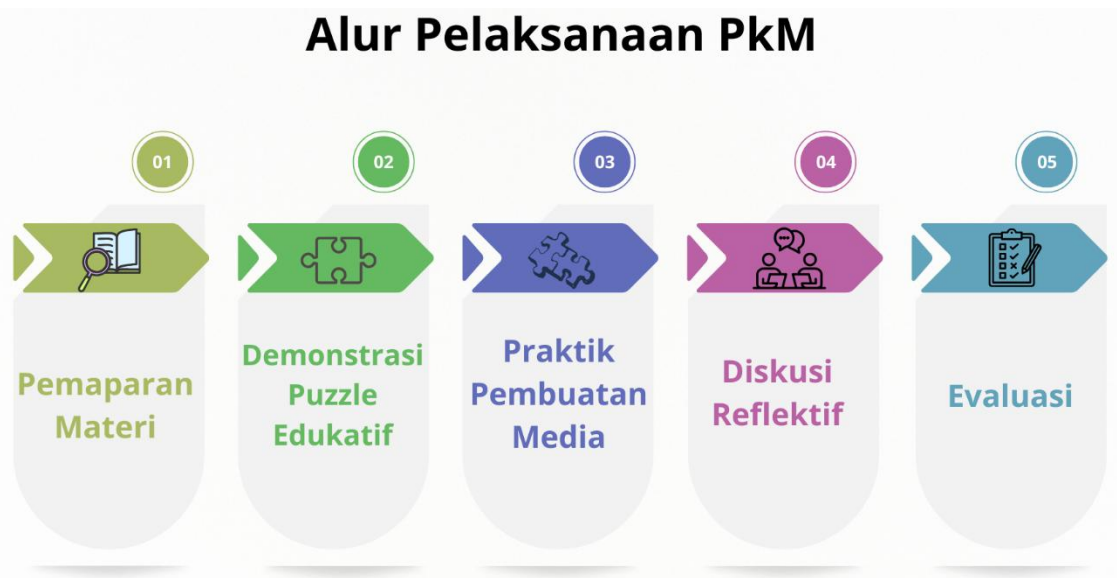 Alur Pelaksanaan PkM
01
02
03
04
05
Pemaparan
Materi
Demonstrasi
Puzzle
Edukatif
Praktik
Pembuatan
Media
Diskusi
Reflektif
Evaluasi